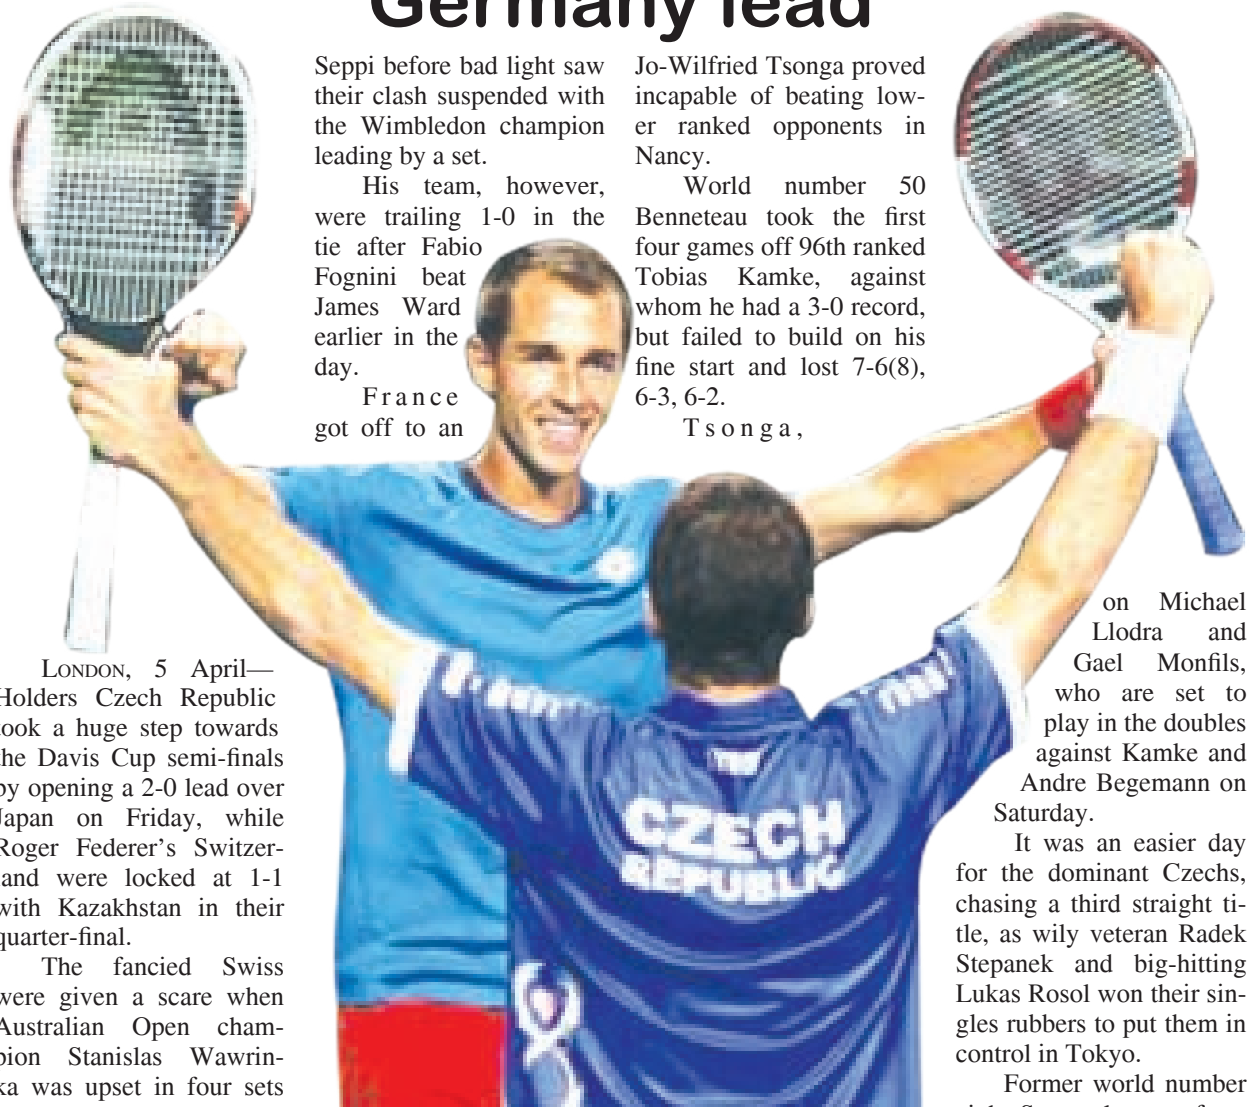 Germany lead
LONDON, 5 April—
Holders Czech Republic
took a huge step towards
the Davis Cup semi-finals
by opening a 2-0 lead over
Japan on Friday, while
Roger Federer's Switzer-
land were locked at 1-1
with Kazakhstan in their
quarter-final.
The fancied Swiss
were given a scare when
Australian Open cham-
pion Stanislas Wawrin-
ka was upset in four sets
Seppi before bad light saw
their clash suspended with
the Wimbledon champion
leading by a set.
His team, however,
were trailing 1-0 in the
tie after Fabio
Fognini beat
James Ward
earlier in the
day.
France
got off to an
Jo-Wilfried Tsonga proved
incapable of beating low-
er ranked opponents in
Nancy.
World number 50
Benneteau took the first
four games off 96th ranked
Tobias Kamke, against
whom he had a 3-0 record,
but failed to build on his
fine start and lost 7-6(8),
6-3, 6-2.
Tsonga,
on Michael
Llodra and
Gael Monfils,
who are set to
play in the doubles
against Kamke and
Andre Begemann on
Saturday.
It was an easier day
for the dominant Czechs,
chasing a third straight ti-
tle, as wily veteran Radek
Stepanek and big-hitting
Lukas Rosol won their sin-
gles rubbers to put them in
control in Tokyo.
Former world number
CZECH
REPUBLIC